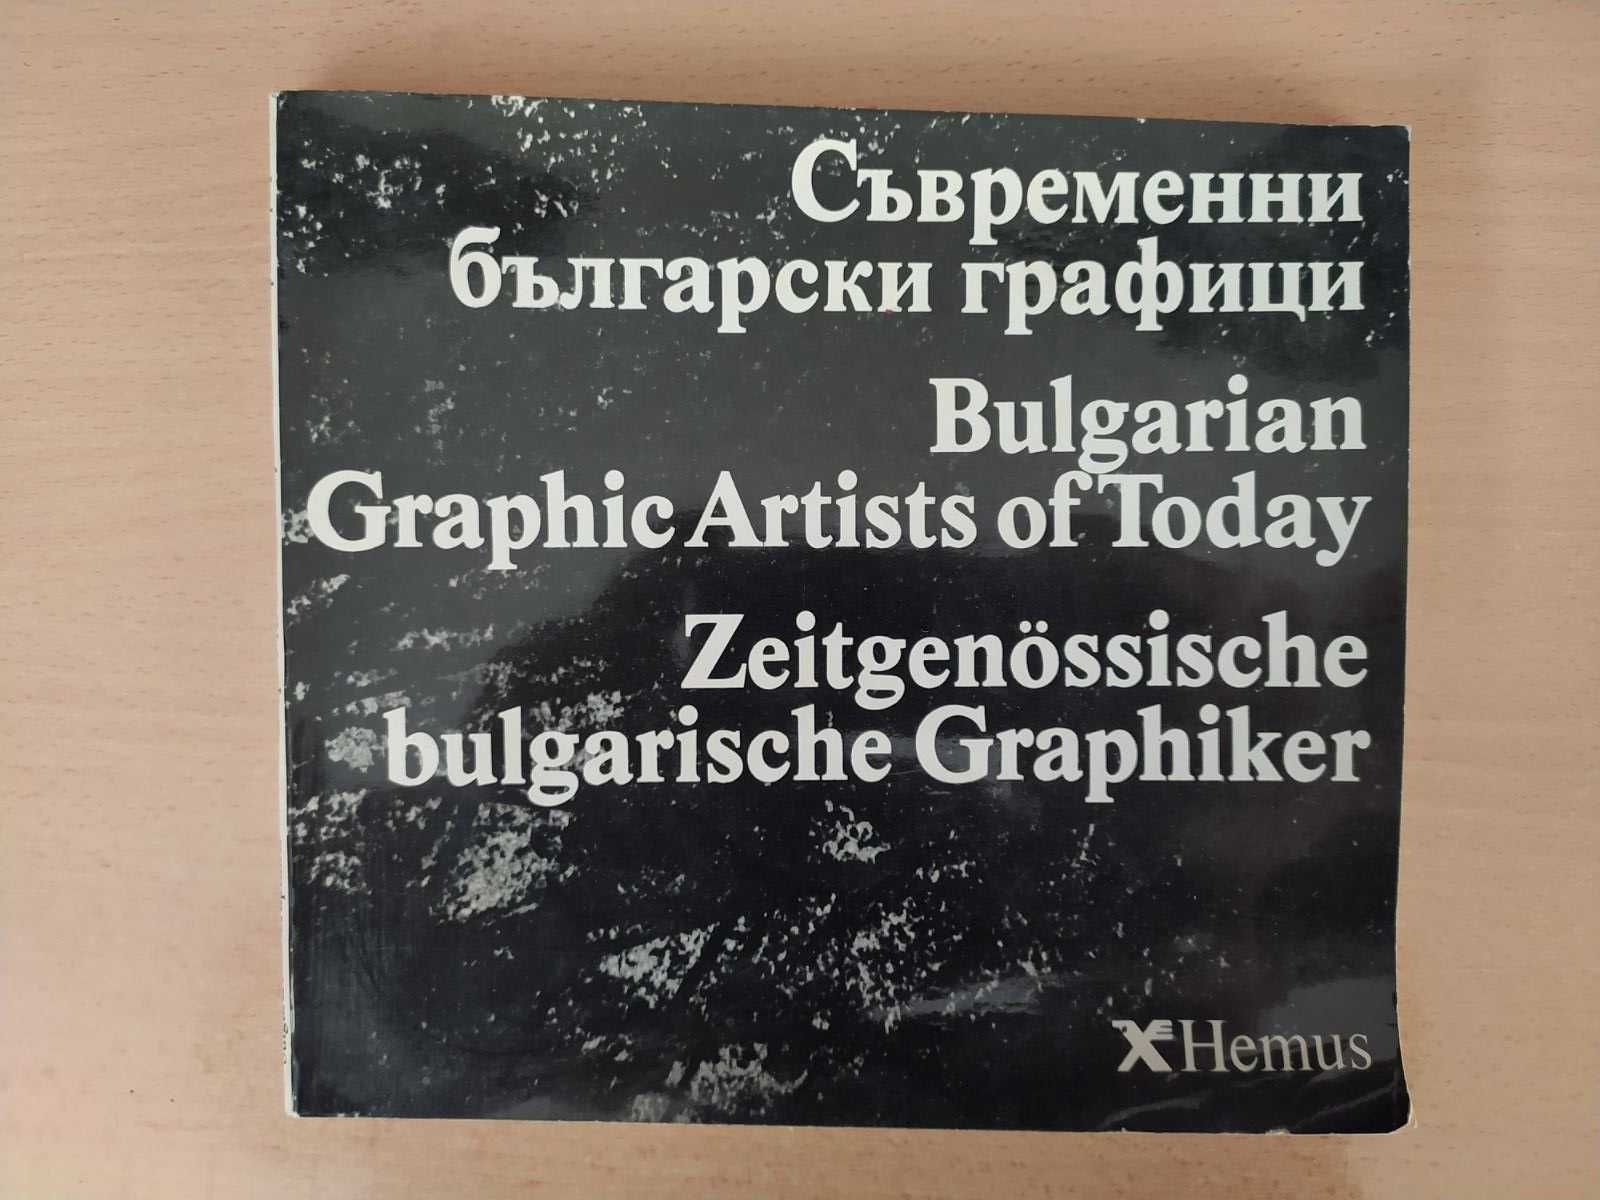 Съвременни
български графици
Bulgarian
Graphic Artists of Today
Zeitgenössische
bulgarische Graphiker
Hemus